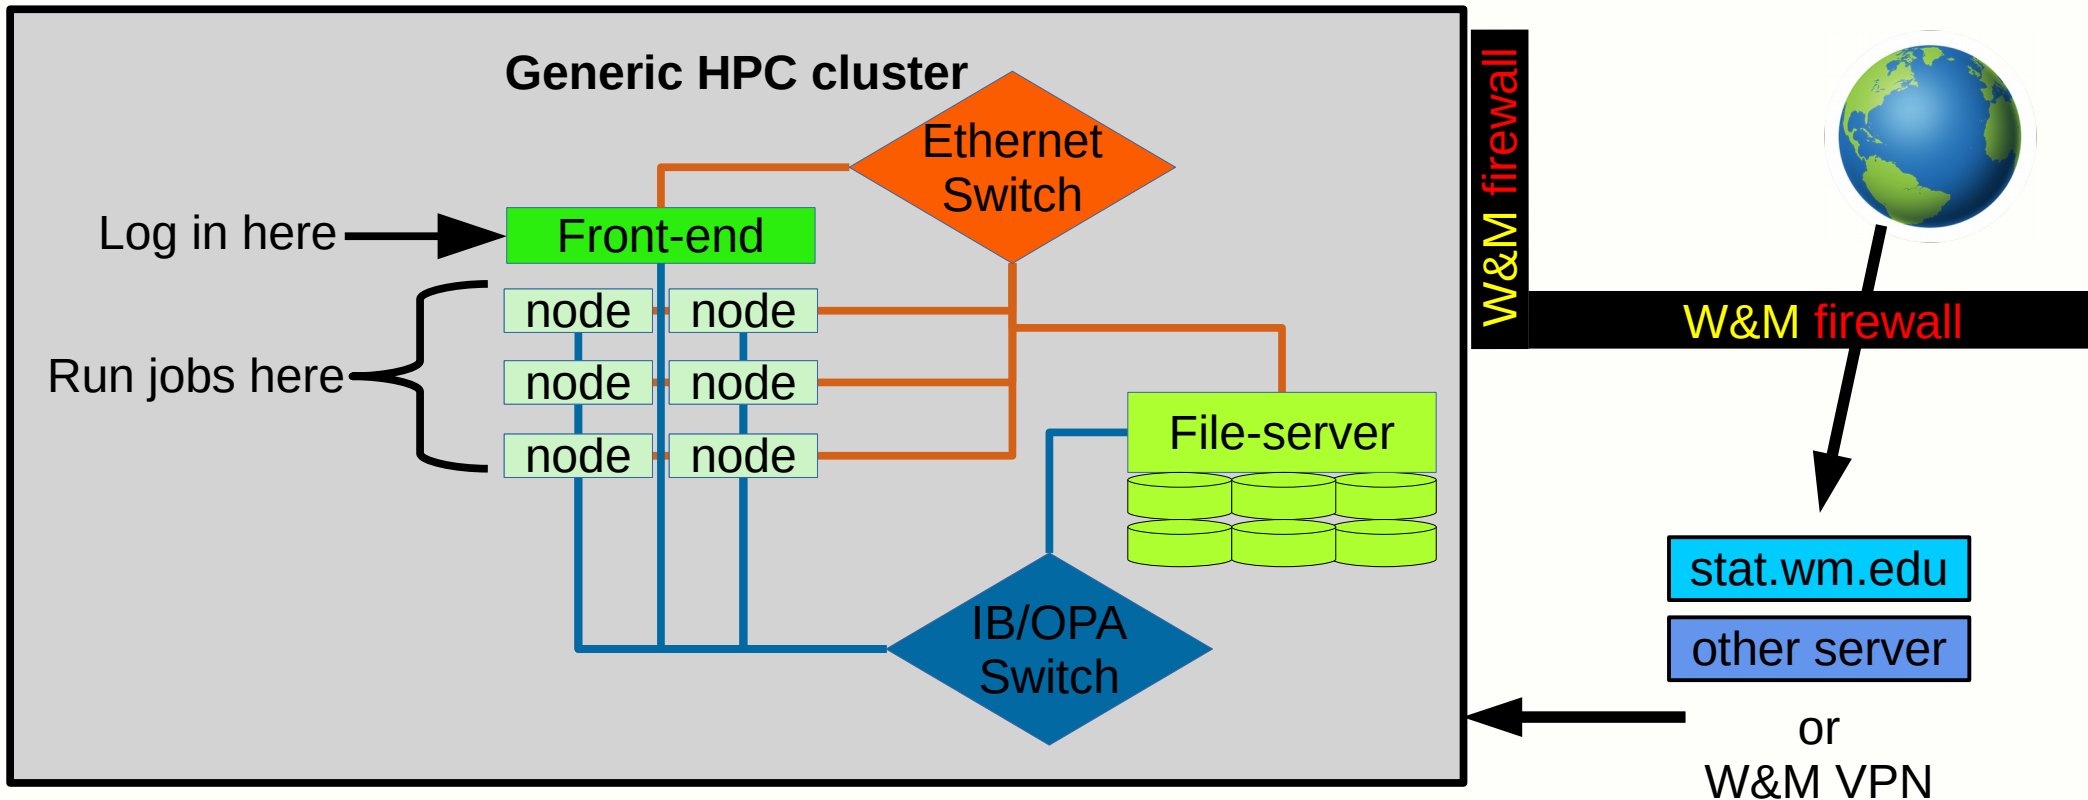 Generic HPC cluster
Ethernet
Switch
Log in here
Front-end
node
node
Run jobs here
node
node
node
node
File-server
IB/OPA
Switch
W&M firewall
W&M firewall
stat.wm.edu
other server
or
W&M VPN